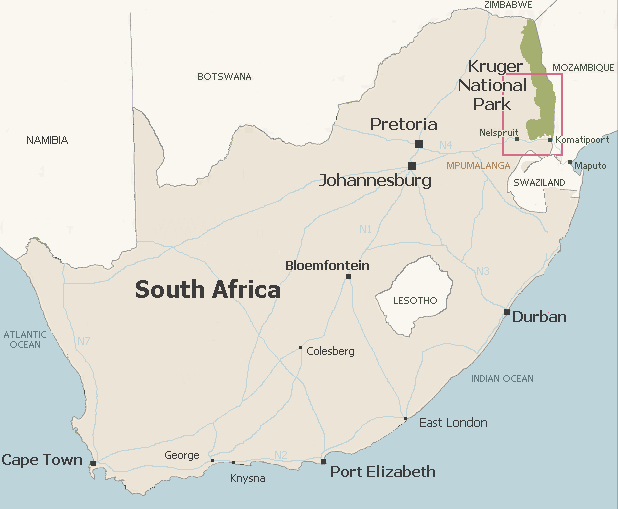 ZIMBABWE
Kruger
National
Park
MOZAMBIQUE
BOTSWANA
Pretoria
Nelspruit
Komatipoort
NAMIBIA
N4
MPUMALANGA
Maputo
Johannesburg
SWAZILAND
N1
Bloemfontein
N3
South Africa
LESOTHO
Durban
ATLANTIC
OCEAN
N7
Colesberg
INDIAN OCEAN
East London
Cape Town
George
N2
Port Elizabeth
Knysna